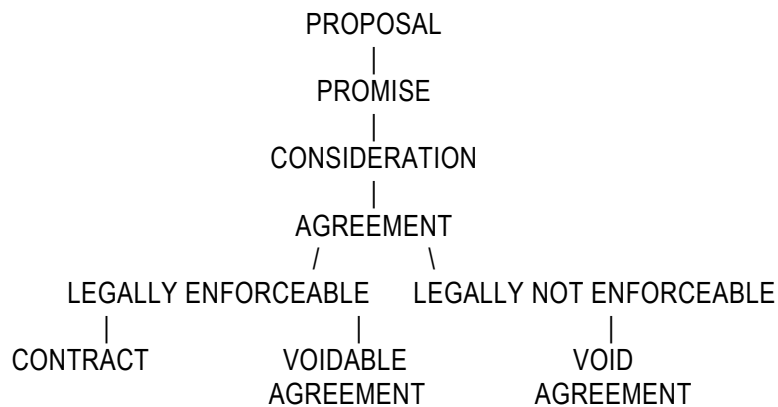 PROPOSAL
|
PROMISE
|
CONSIDERATION
|
AGREEMENT
/ \
LEGALLY ENFORCEABLE LEGALLY NOT ENFORCEABLE
| | |
CONTRACT VOIDABLE VOID
AGREEMENT AGREEMENT